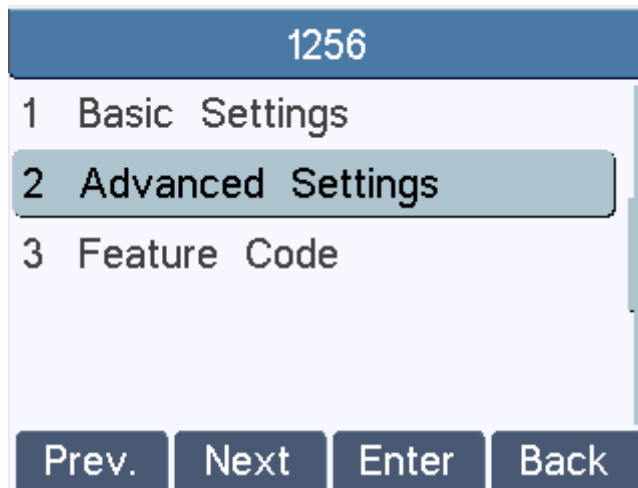 1256
1 Basic Settings
2 Advanced Settings
3 Feature Code
Prev. Next Enter Back